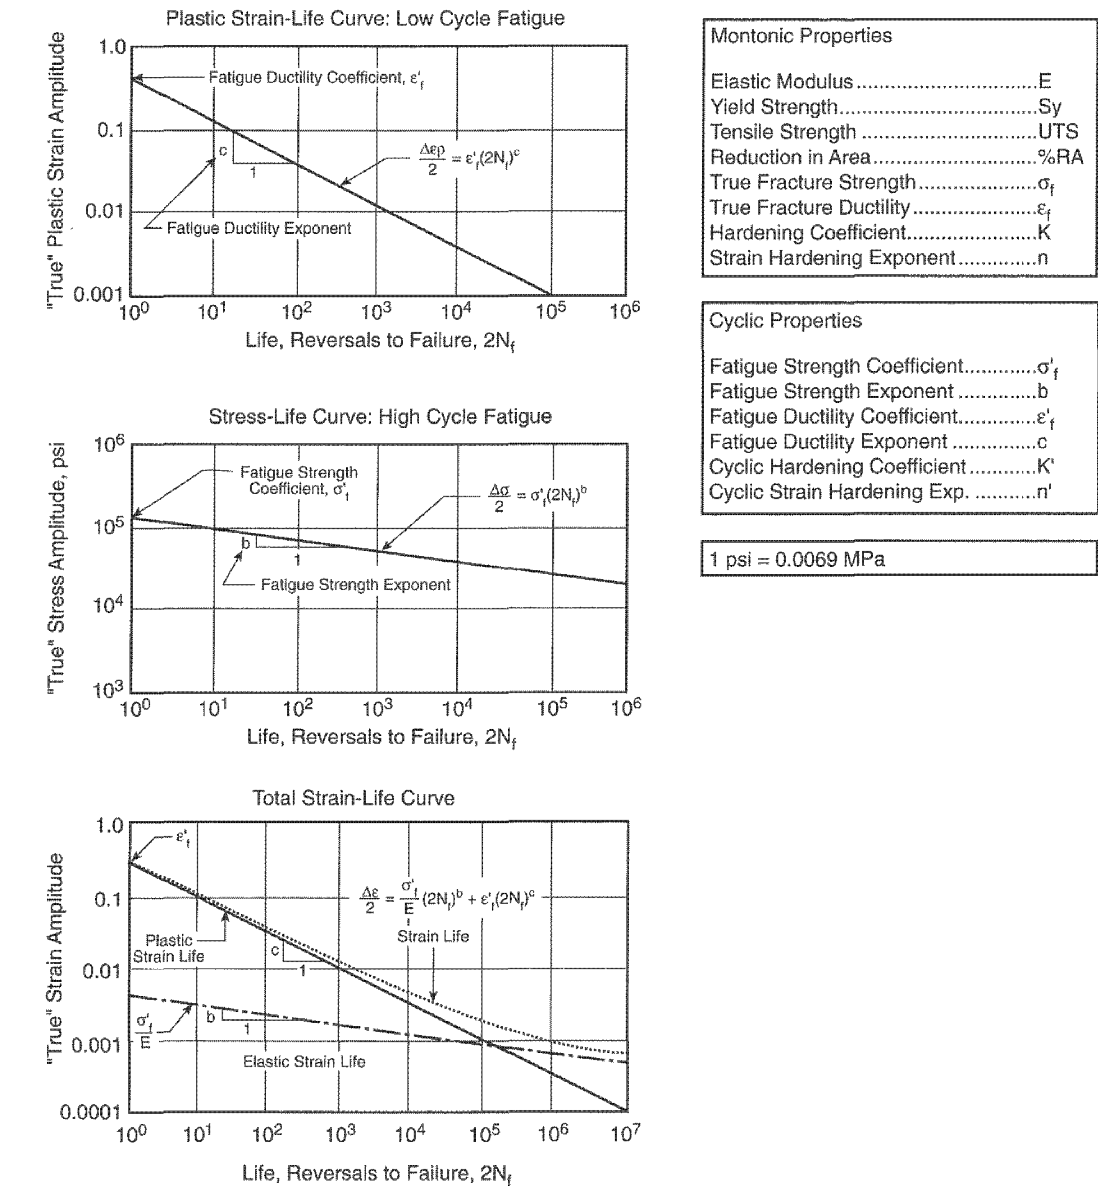 Plastic Strain-Life Curve: Low Cycle Fatigue
"True" Plastic Strain Amplitude
1.0
0.1
0.01
0.001
Fatigue Ductility Coefficient, ε'f
c
1
Δερ/2 = ε'f(2Nf)^c
Fatigue Ductility Exponent
10^0 10^1 10^2 10^3 10^4 10^5 10^6
Life, Reversals to Failure, 2Nf
Stress-Life Curve: High Cycle Fatigue
"True" Stress Amplitude, psi
10^6
10^5
10^4
10^3
Fatigue Strength
Coefficient, σ'f
Δσ/2 = σ'f(2Nf)^b
b
1
Fatigue Strength Exponent
10^0 10^1 10^2 10^3 10^4 10^5 10^6
Life, Reversals to Failure, 2Nf
Total Strain-Life Curve
"True" Strain Amplitude
1.0
0.1
0.01
0.001
0.0001
ε'f
Δε/2 = σ'f/E (2Nf)^b + ε'f(2Nf)^c
Strain Life
Plastic
Strain Life
c
1
σ'f/E
b
1
Elastic Strain Life
10^0 10^1 10^2 10^3 10^4 10^5 10^6 10^7
Life, Reversals to Failure, 2Nf
Montonic Properties
Elastic Modulus..............................E
Yield Strength.................................Sy
Tensile Strength .............................UTS
Reduction in Area...........................%RA
True Fracture Strength....................σf
True Fracture Ductility.....................εf
Hardening Coefficient......................K
Strain Hardening Exponent.............n
Cyclic Properties
Fatigue Strength Coefficient............σ'f
Fatigue Strength Exponent .............b
Fatigue Ductility Coefficient.............ε'f
Fatigue Ductility Exponent ..............c
Cyclic Hardening Coefficient ...........K'
Cyclic Strain Hardening Exp. ..........n'
1 psi = 0.0069 MPa